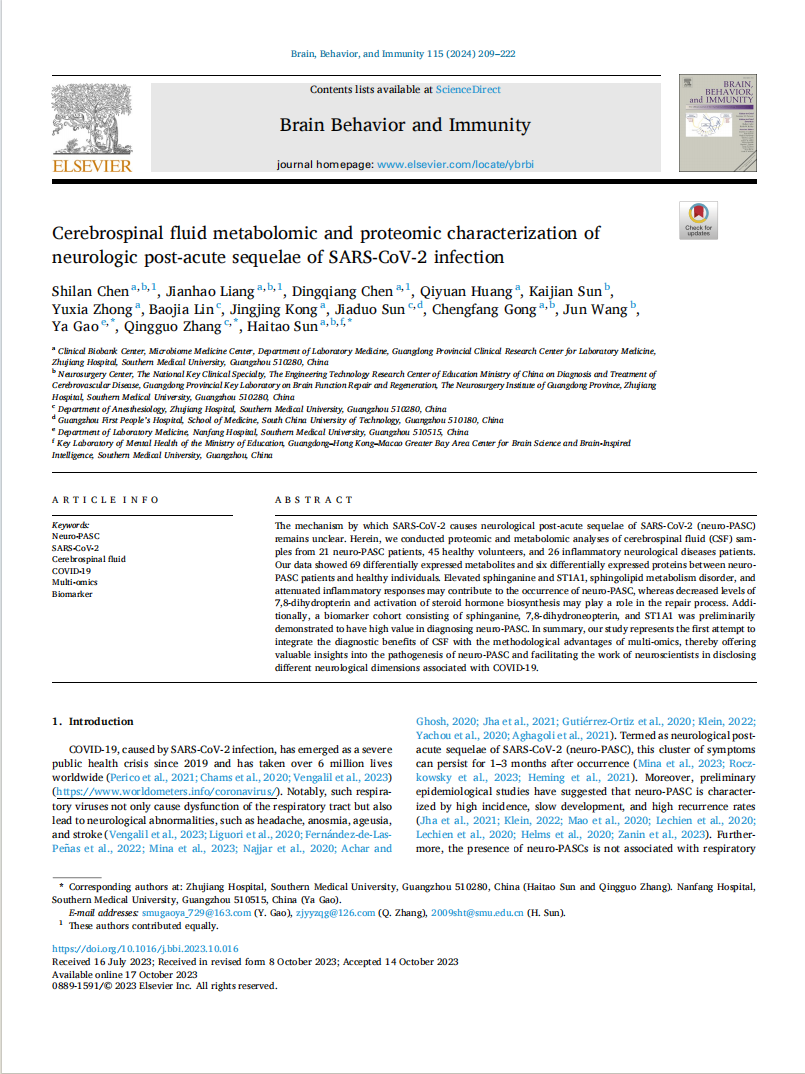 Brain, Behavior, and Immunity 115 (2024) 209–222
Contents lists available at ScienceDirect
Brain Behavior and Immunity
journal homepage: www.elsevier.com/locate/ybrbi
ELSEVIER
BRAIN,
BEHAVIOR,
and IMMUNITY
Check for
updates
Cerebrospinal fluid metabolomic and proteomic characterization of
neurologic post-acute sequelae of SARS-CoV-2 infection
Shilan Chen a,b,1, Jianhao Liang a,b,1, Dingqiang Chen a,1, Qiyuan Huang a, Kaijian Sun b,
Yuxia Zhong a, Baojia Lin c, Jingjing Kong a, Jiaduo Sun c,d, Chengfang Gong a,b, Jun Wang b,
Ya Gao e,*, Qingguo Zhang c,*, Haitao Sun a,b,f,*
a Clinical Biobank Center, Microbiome Medicine Center, Department of Laboratory Medicine, Guangdong Provincial Clinical Research Center for Laboratory Medicine,
Zhujiang Hospital, Southern Medical University, Guangzhou 510280, China
b Neurosurgery Center, The National Key Clinical Specialty, The Engineering Technology Research Center of Education Ministry of China on Diagnosis and Treatment of
Cerebrovascular Disease, Guangdong Provincial Key Laboratory on Brain Function Repair and Regeneration, The Neurosurgery Institute of Guangdong Province, Zhujiang
Hospital, Southern Medical University, Guangzhou 510280, China
c Department of Anesthesiology, Zhujiang Hospital, Southern Medical University, Guangzhou 510280, China
d Guangzhou First People's Hospital, School of Medicine, South China University of Technology, Guangzhou 510180, China
e Department of Laboratory Medicine, Nanfang Hospital, Southern Medical University, Guangzhou 510515, China
f Key Laboratory of Mental Health of the Ministry of Education, Guangdong–Hong Kong–Macao Greater Bay Area Center for Brain Science and Brain-Inspired
Intelligence, Southern Medical University, Guangzhou, China
ARTICLE INFO
Keywords:
Neuro-PASC
SARS-CoV-2
Cerebrospinal fluid
COVID-19
Multi-omics
Biomarker
ABSTRACT
The mechanism by which SARS-CoV-2 causes neurological post-acute sequelae of SARS-CoV-2 (neuro-PASC)
remains unclear. Herein, we conducted proteomic and metabolomic analyses of cerebrospinal fluid (CSF) sam-
ples from 21 neuro-PASC patients, 45 healthy volunteers, and 26 inflammatory neurological diseases patients.
Our data showed 69 differentially expressed metabolites and six differentially expressed proteins between neuro-
PASC patients and healthy individuals. Elevated sphinganine and ST1A1, sphingolipid metabolism disorder, and
attenuated inflammatory responses may contribute to the occurrence of neuro-PASC, whereas decreased levels of
7,8-dihydropterin and activation of steroid hormone biosynthesis may play a role in the repair process. Addi-
tionally, a biomarker cohort consisting of sphinganine, 7,8-dihydroneopterin, and ST1A1 was preliminarily
demonstrated to have high value in diagnosing neuro-PASC. In summary, our study represents the first attempt to
integrate the diagnostic benefits of CSF with the methodological advantages of multi-omics, thereby offering
valuable insights into the pathogenesis of neuro-PASC and facilitating the work of neuroscientists in disclosing
different neurological dimensions associated with COVID-19.
1. Introduction
COVID-19, caused by SARS-CoV-2 infection, has emerged as a severe
public health crisis since 2019 and has taken over 6 million lives
worldwide (Perico et al., 2021; Chams et al., 2020; Vengalil et al., 2023)
(https://www.worldometers.info/coronavirus/). Notably, such respira-
tory viruses not only cause dysfunction of the respiratory tract but also
lead to neurological abnormalities, such as headache, anosmia, ageusia,
and stroke (Vengalil et al., 2023; Liguori et al., 2020; Fernández-de-Las-
Peñas et al., 2022; Mina et al., 2023; Najjar et al., 2020; Achar and
Ghosh, 2020; Jha et al., 2021; Gutiérrez-Ortiz et al., 2020; Klein, 2022;
Yachou et al., 2020; Aghagoli et al., 2021). Termed as neurological post-
acute sequelae of SARS-CoV-2 (neuro-PASC), this cluster of symptoms
can persist for 1–3 months after occurrence (Mina et al., 2023; Rocz-
kowsky et al., 2023; Heming et al., 2021). Moreover, preliminary
epidemiological studies have suggested that neuro-PASC is character-
ized by high incidence, slow development, and high recurrence rates
(Jha et al., 2021; Klein, 2022; Mao et al., 2020; Lechien et al., 2020;
Lechien et al., 2020; Helms et al., 2020; Zanin et al., 2023). Further-
more, the presence of neuro-PASCs is not associated with respiratory
* Corresponding authors at: Zhujiang Hospital, Southern Medical University, Guangzhou 510280, China (Haitao Sun and Qingguo Zhang). Nanfang Hospital,
Southern Medical University, Guangzhou 510515, China (Ya Gao).
E-mail addresses: smugaoya_729@163.com (Y. Gao), zjyyzqg@126.com (Q. Zhang), 2009sht@smu.edu.cn (H. Sun).
1 These authors contributed equally.
https://doi.org/10.1016/j.bbi.2023.10.016
Received 16 July 2023; Received in revised form 8 October 2023; Accepted 14 October 2023
Available online 17 October 2023
0889-1591/© 2023 Elsevier Inc. All rights reserved.